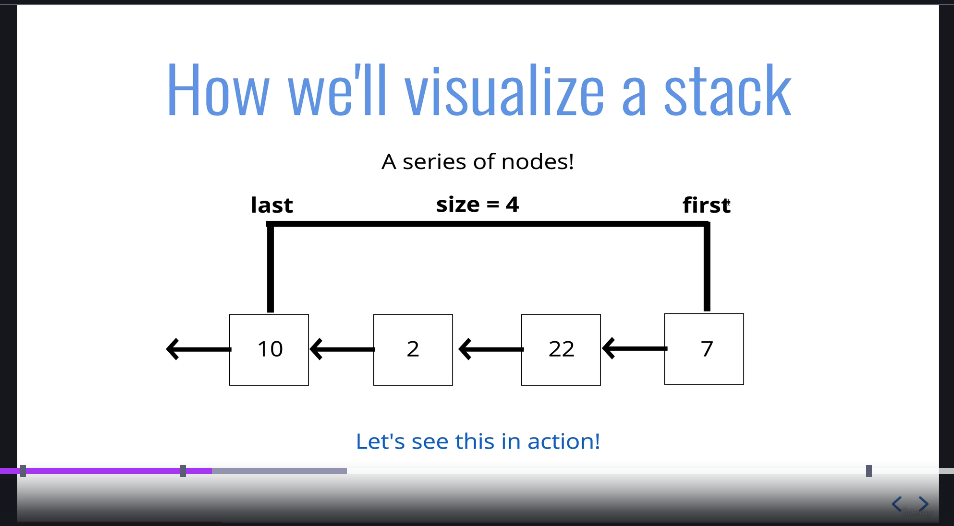 How we'll visualize a stack
A series of nodes!
last size = 4 first
10 2 22 7
Let's see this in action!